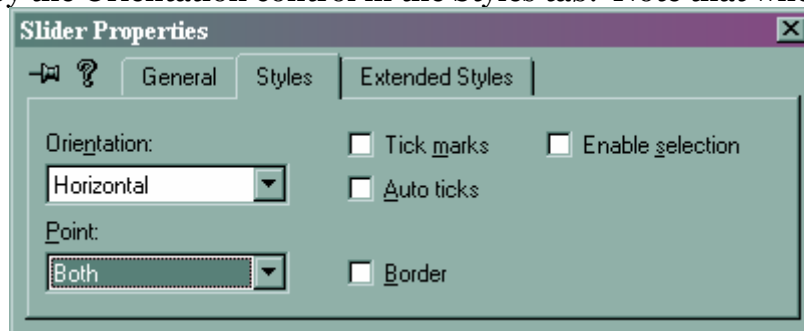 y the Orientation control in the Styles tab. Note that wh
Slider Properties
General Styles Extended Styles
Orientation: Tick marks Enable selection
Horizontal Auto ticks
Point:
Both Border